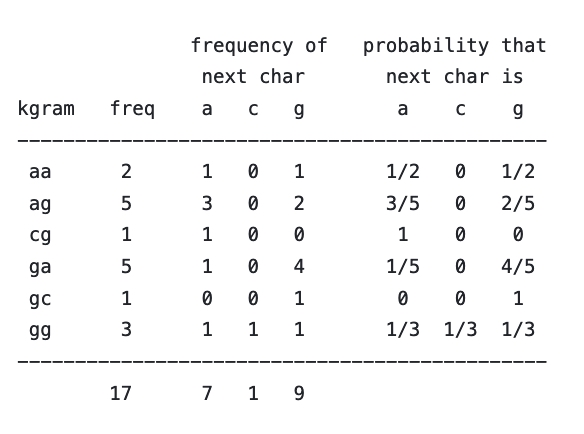 frequency of   probability that
                next char       next char is
kgram   freq    a   c   g        a    c    g
----------------------------------------------
 aa      2      1   0   1       1/2   0   1/2
 ag      5      3   0   2       3/5   0   2/5
 cg      1      1   0   0        1    0    0
 ga      5      1   0   4       1/5   0   4/5
 gc      1      0   0   1        0    0    1
 gg      3      1   1   1       1/3  1/3  1/3
----------------------------------------------
        17      7   1   9